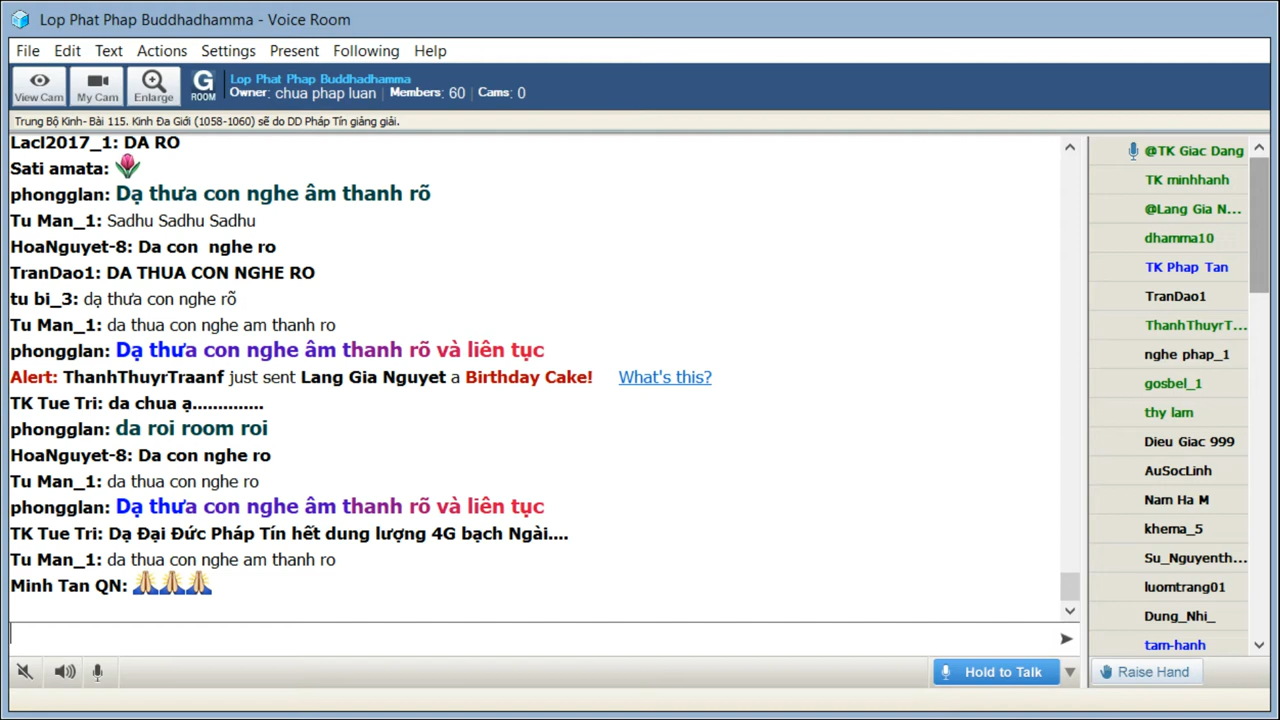 Lop Phat Phap Buddhadhamma - Voice Room
File Edit Text Actions Settings Present Following Help
View Cam My Cam Enlarge G ROOM
Lop Phat Phap Buddhadhamma
Owner: chua phap luan | Members: 60 | Cams: 0
Trung Bộ Kinh- Bài 115. Kinh Đa Giới (1058-1060) sẽ do DD Pháp Tín giảng giải.
Lacl2017_1: DA RO
Sati amata:
phongglan: Dạ thưa con nghe âm thanh rõ
Tu Man_1: Sadhu Sadhu Sadhu
HoaNguyet-8: Da con nghe ro
TranDao1: DA THUA CON NGHE RO
tu bi_3: dạ thưa con nghe rõ
Tu Man_1: da thua con nghe am thanh ro
phongglan: Dạ thưa con nghe âm thanh rõ và liên tục
Alert: ThanhThuyrTraanf just sent Lang Gia Nguyet a Birthday Cake! What's this?
TK Tue Tri: da chua ạ..............
phongglan: da roi room roi
HoaNguyet-8: Da con nghe ro
Tu Man_1: da thua con nghe ro
phongglan: Dạ thưa con nghe âm thanh rõ và liên tục
TK Tue Tri: Dạ Đại Đức Pháp Tín hết dung lượng 4G bạch Ngài....
Tu Man_1: da thua con nghe am thanh ro
Minh Tan QN:
@TK Giac Dang
TK minhhanh
@Lang Gia N...
dhamma10
TK Phap Tan
TranDao1
ThanhThuyrT...
nghe phap_1
gosbel_1
thy lam
Dieu Giac 999
AuSocLinh
Nam Ha M
khema_5
Su_Nguyenth...
luomtrang01
Dung_Nhi_
tam-hanh
Hold to Talk
Raise Hand